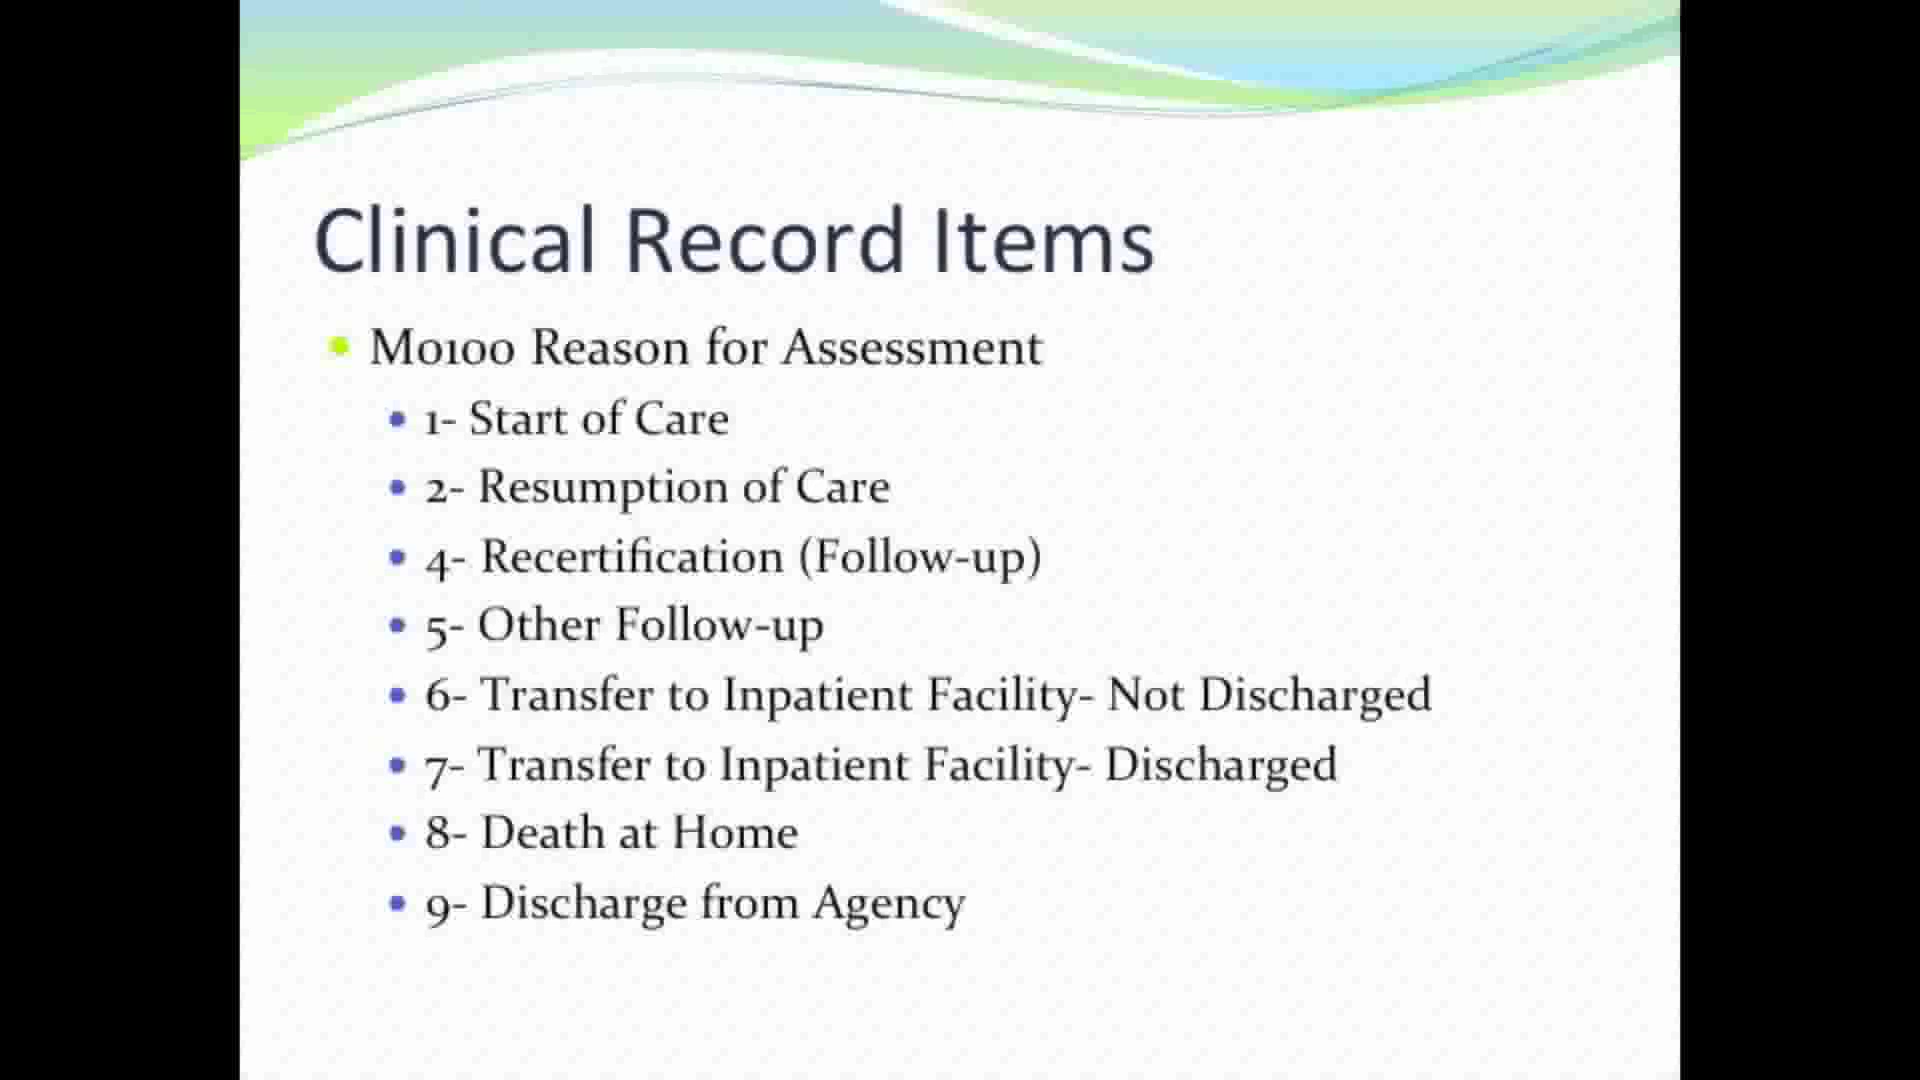 Clinical Record Items
M0100 Reason for Assessment
1- Start of Care
2- Resumption of Care
4- Recertification (Follow-up)
5- Other Follow-up
6- Transfer to Inpatient Facility- Not Discharged
7- Transfer to Inpatient Facility- Discharged
8- Death at Home
9- Discharge from Agency